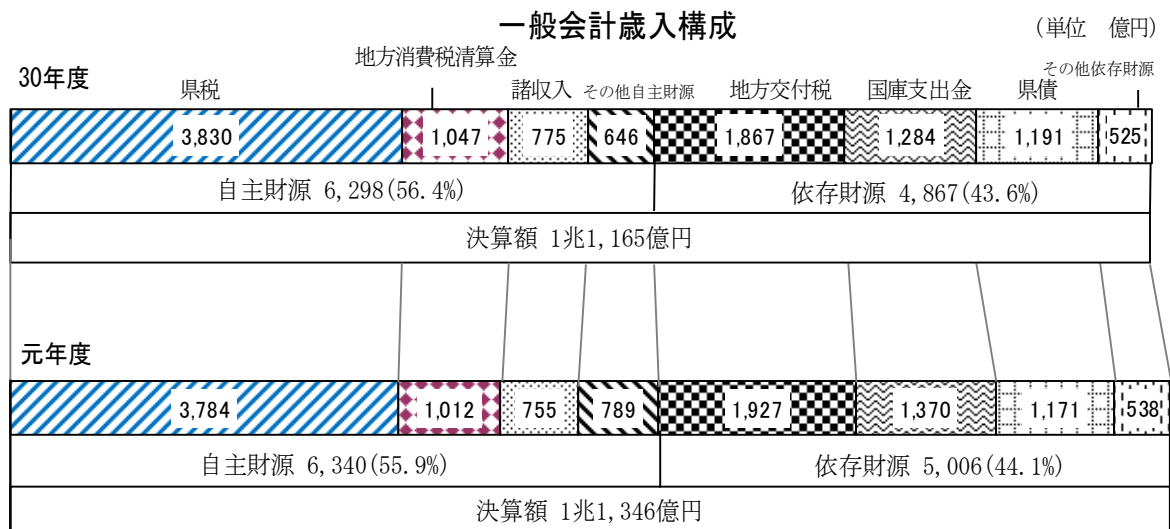 一般会計歳入構成
(単位　億円)
30年度
県税
地方消費税清算金
諸収入
その他自主財源
地方交付税
国庫支出金
県債
その他依存財源
3,830
1,047
775
646
1,867
1,284
1,191
525
自主財源 6,298(56.4%)
依存財源 4,867(43.6%)
決算額 1兆1,165億円
元年度
3,784
1,012
755
789
1,927
1,370
1,171
538
自主財源 6,340(55.9%)
依存財源 5,006(44.1%)
決算額 1兆1,346億円